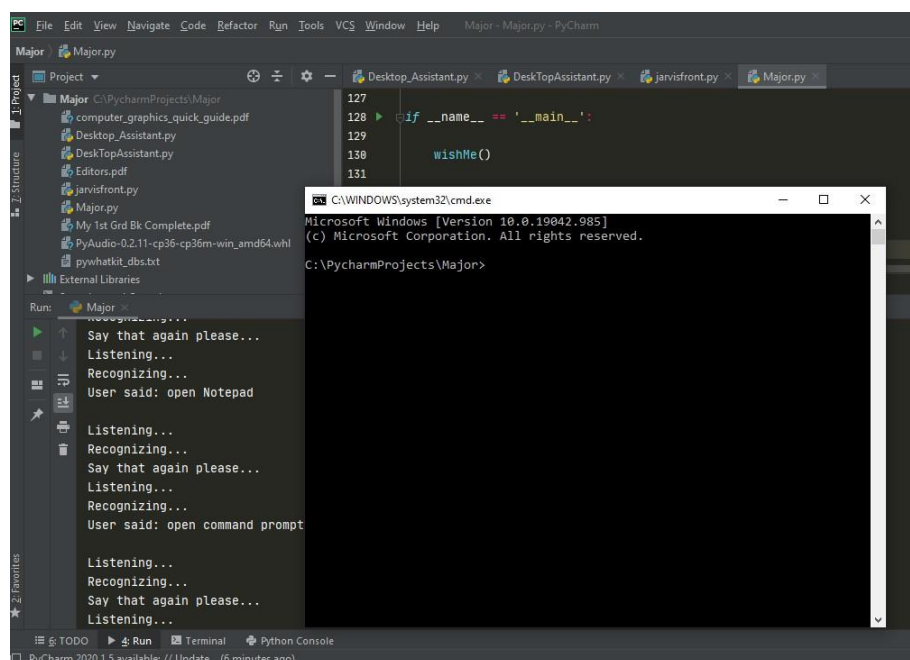 File Edit View Navigate Code Refactor Run Tools VCS Window Help Major - Major.py - PyCharm
Major Major.py
Project
Desktop_Assistant.py DeskTopAssistant.py jarvisfront.py Major.py
1: Project
Major C:\PycharmProjects\Major
computer_graphics_quick_guide.pdf
Desktop_Assistant.py
DeskTopAssistant.py
Editors.pdf
jarvisfront.py
Major.py
My 1st Grd Bk Complete.pdf
PyAudio-0.2.11-cp36-cp36m-win_amd64.whl
pywhatkit_dbs.txt
External Libraries
7: Structure
127
128 if __name__ == '__main__':
129
130 wishMe()
131
C:\WINDOWS\system32\cmd.exe
Microsoft Windows [Version 10.0.19042.985]
(c) Microsoft Corporation. All rights reserved.
C:\PycharmProjects\Major>
Run: Major
Recognizing...
Say that again please...
Listening...
Recognizing...
User said: open Notepad
Listening...
Recognizing...
Say that again please...
Listening...
Recognizing...
User said: open command prompt
Listening...
Recognizing...
Say that again please...
Listening...
2: Favorites
6: TODO 4: Run Terminal Python Console
PyCharm 2020.1.5 available: // Update... (6 minutes ago)